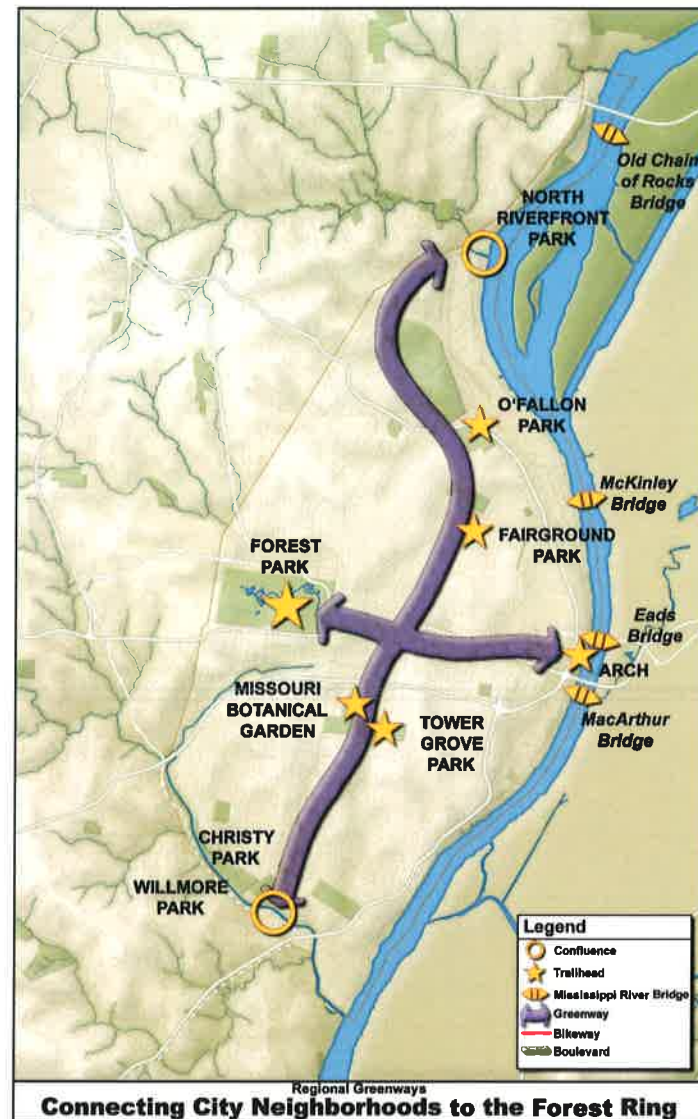 Old Chain
of Rocks
Bridge
NORTH
RIVERFRONT
PARK
O'FALLON
PARK
McKinley
Bridge
FAIRGROUND
PARK
FOREST
PARK
Eads
Bridge
ARCH
MISSOURI
BOTANICAL
GARDEN
TOWER
GROVE
PARK
MacArthur
Bridge
CHRISTY
PARK
WILLMORE
PARK
Legend
Confluence
Trailhead
Mississippi River Bridge
Greenway
Bikeway
Boulevard
Regional Greenways
Connecting City Neighborhoods to the Forest Ring